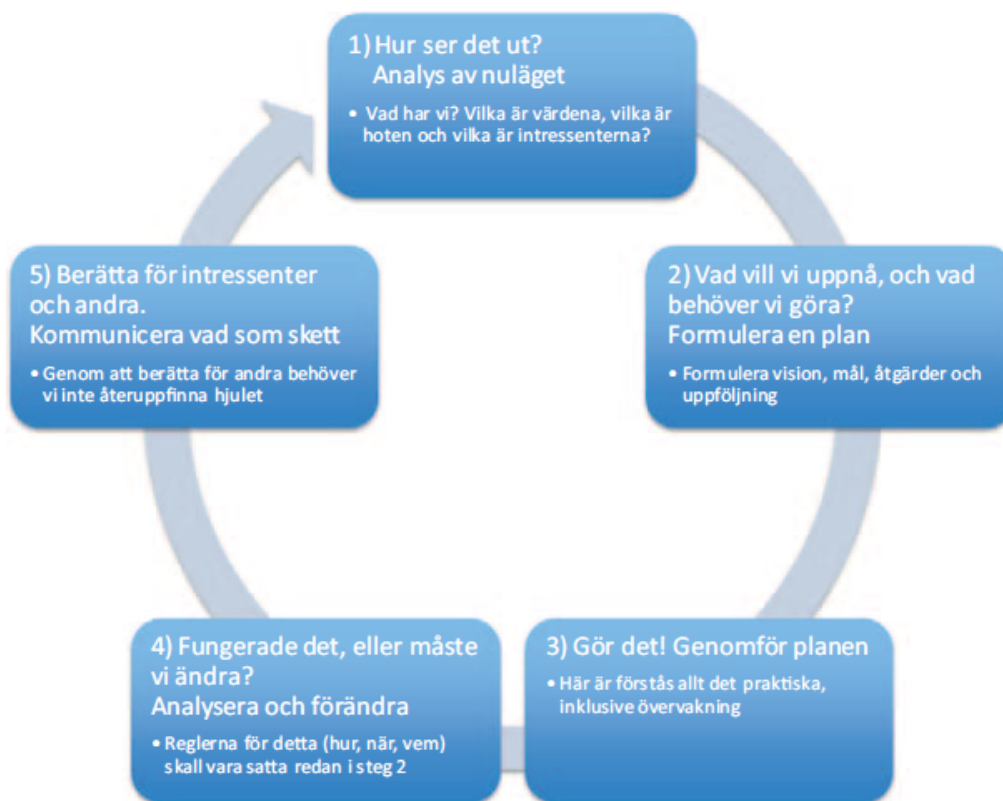 1) Hur ser det ut?
Analys av nuläget
• Vad har vi? Vilka är värdena, vilka är
hoten och vilka är intressenterna?
2) Vad vill vi uppnå, och vad
behöver vi göra?
Formulera en plan
• Formulera vision, mål, åtgärder och
uppföljning
3) Gör det! Genomför planen
• Här är förstås allt det praktiska,
inklusive övervakning
4) Fungerade det, eller måste
vi ändra?
Analysera och förändra
• Reglerna för detta (hur, när, vem)
skall vara satta redan i steg 2
5) Berätta för intressenter
och andra.
Kommunicera vad som skett
• Genom att berätta för andra behöver
vi inte återuppfinna hjulet